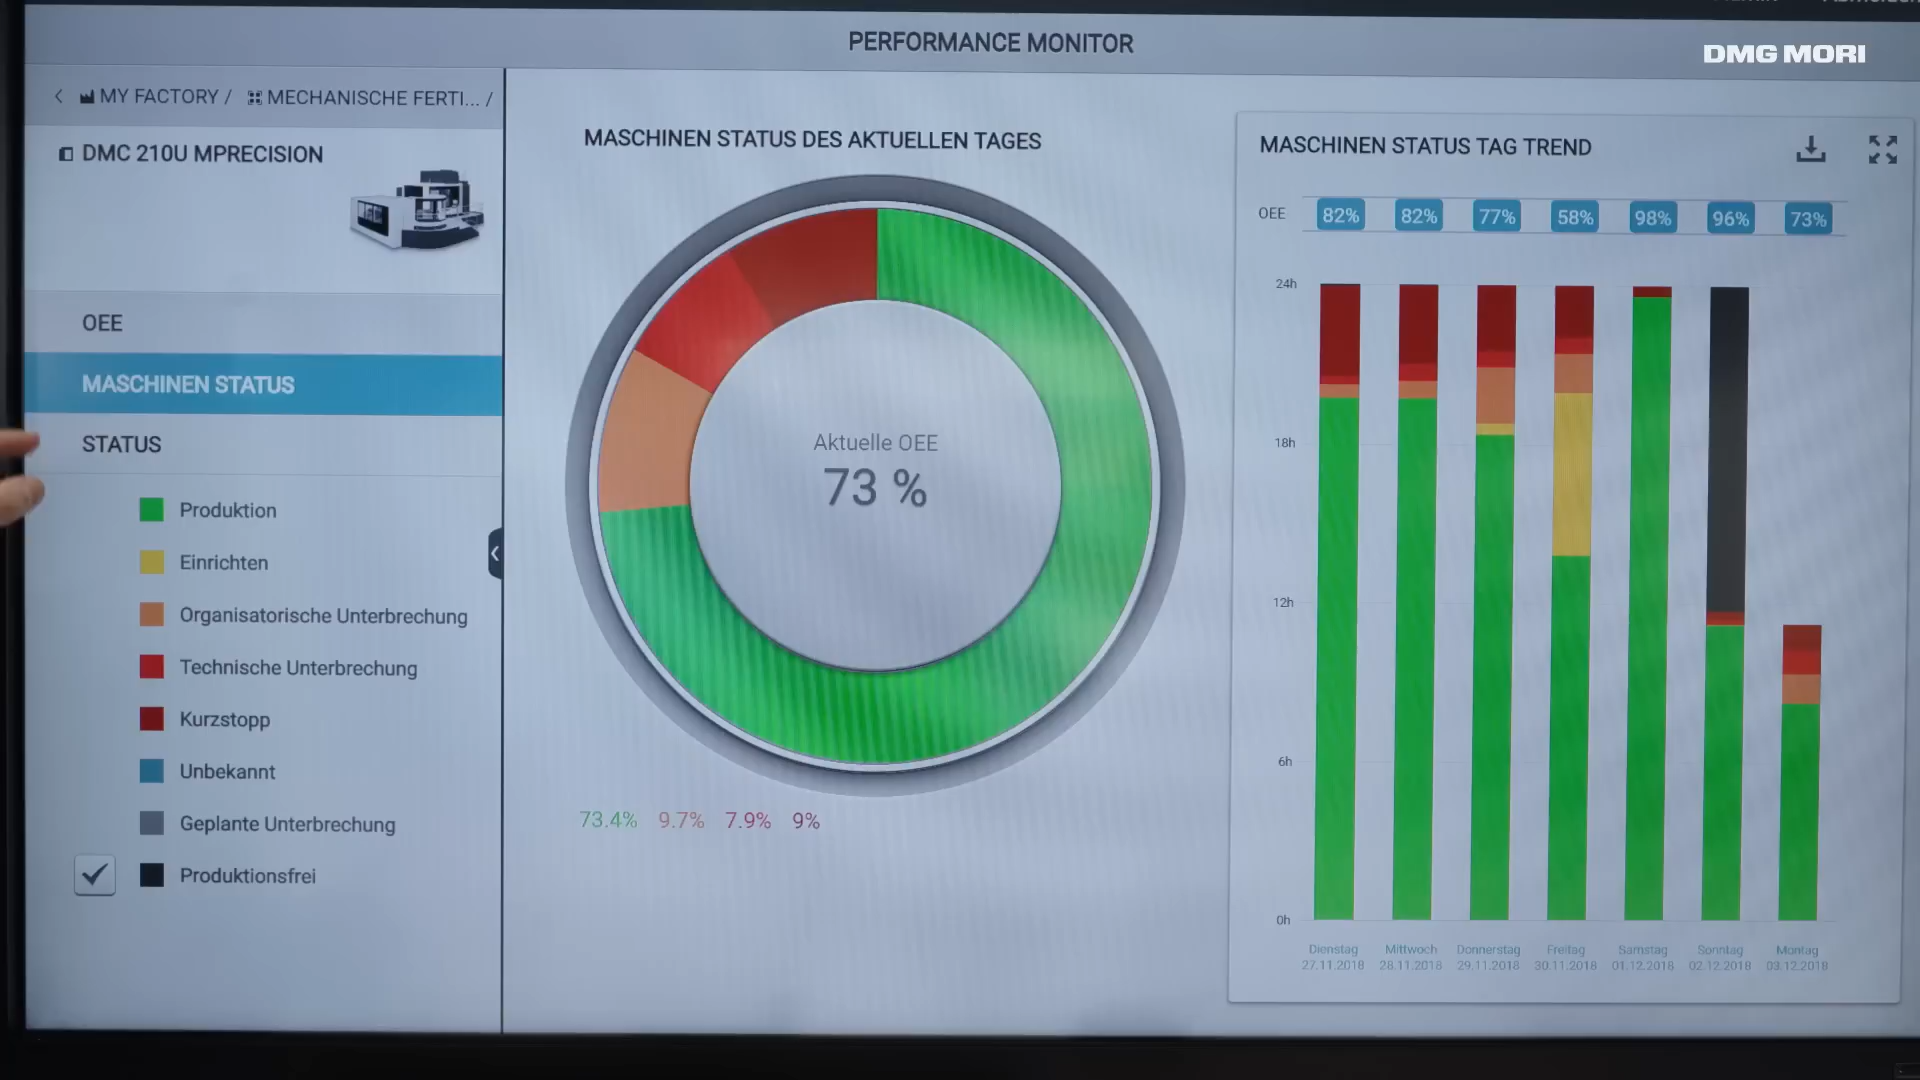 PERFORMANCE MONITOR
DMG MORI
MY FACTORY / MECHANISCHE FERTI... /
DMC 210U MPRECISION
OEE
MASCHINEN STATUS
STATUS
Produktion
Einrichten
Organisatorische Unterbrechung
Technische Unterbrechung
Kurzstopp
Unbekannt
Geplante Unterbrechung
Produktionsfrei
MASCHINEN STATUS DES AKTUELLEN TAGES
Aktuelle OEE
73 %
73.4% 9.7% 7.9% 9%
MASCHINEN STATUS TAG TREND
OEE 82% 82% 77% 58% 98% 96% 73%
24h
18h
12h
6h
0h
Dienstag Mittwoch Donnerstag Freitag Samstag Sonntag Montag
27.11.2018 28.11.2018 29.11.2018 30.11.2018 01.12.2018 02.12.2018 03.12.2018